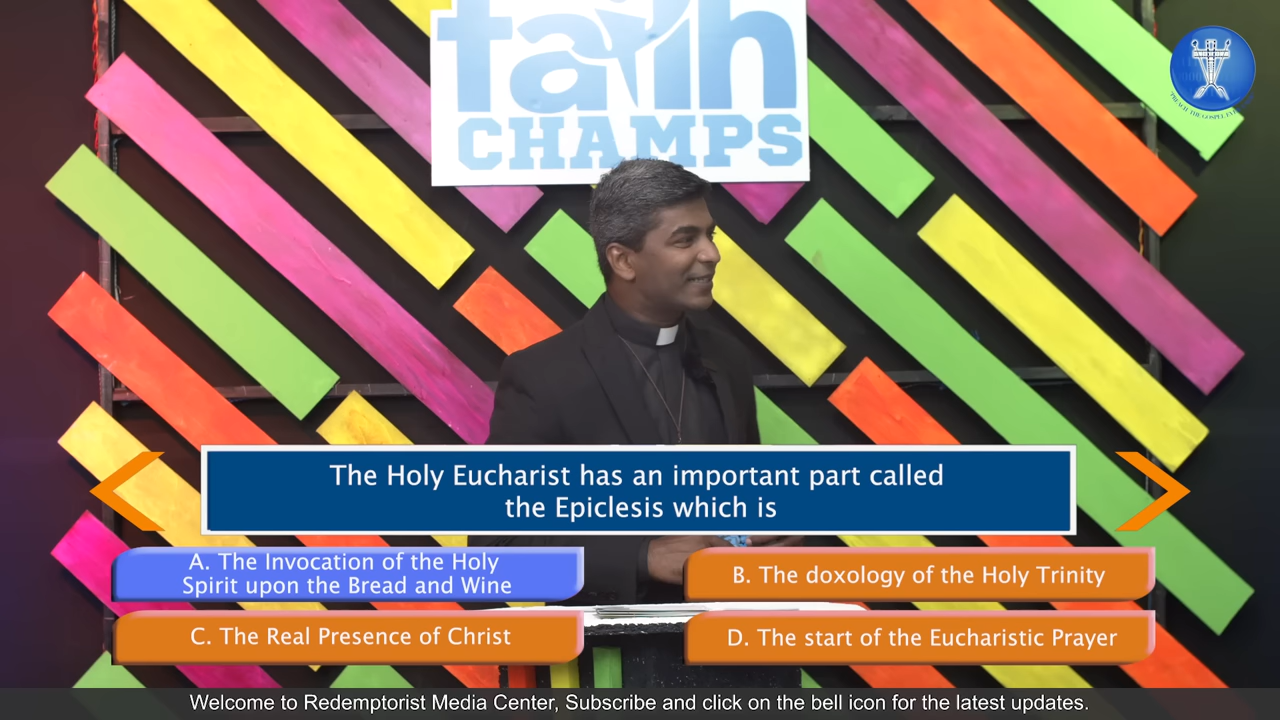 faith
CHAMPS
The Holy Eucharist has an important part called
the Epiclesis which is
A. The Invocation of the Holy
Spirit upon the Bread and Wine
B. The doxology of the Holy Trinity
C. The Real Presence of Christ
D. The start of the Eucharistic Prayer
Welcome to Redemptorist Media Center, Subscribe and click on the bell icon for the latest updates.